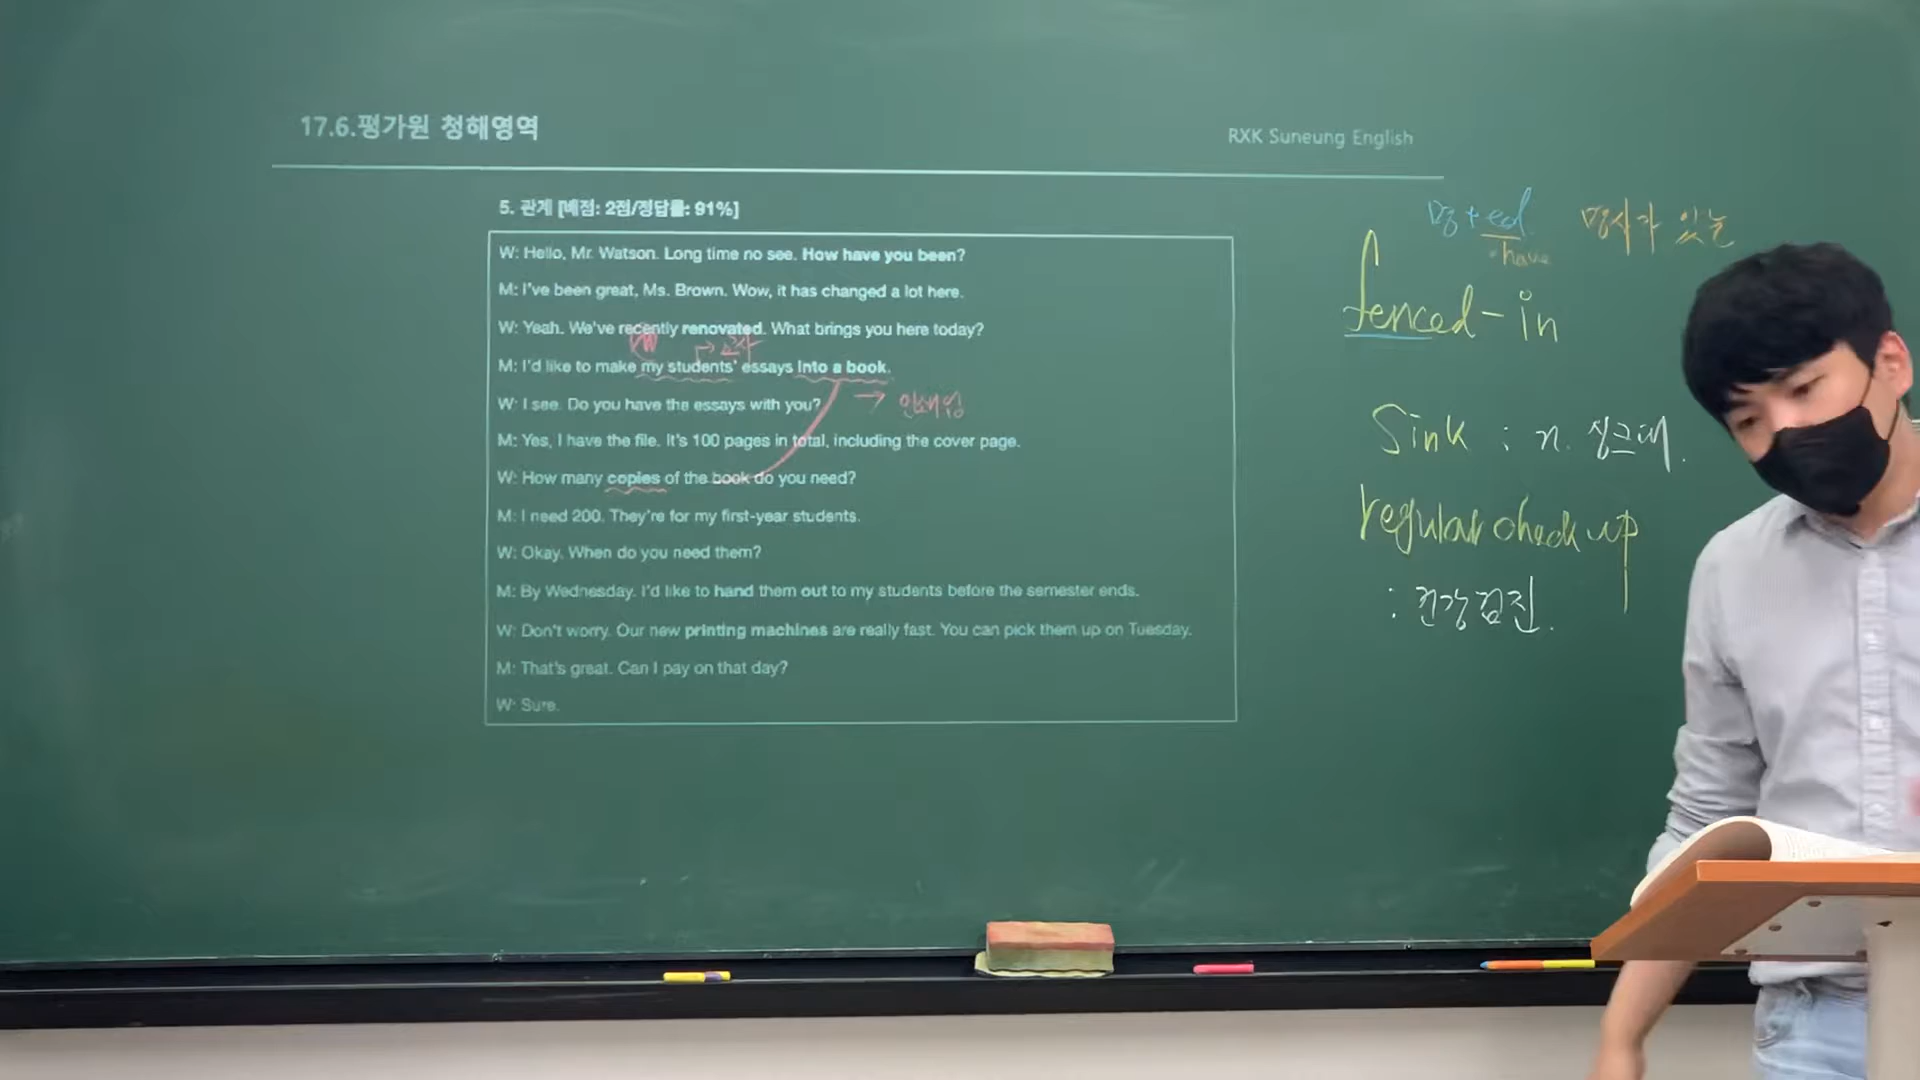 17.6.평가원 청해영역
RXK Suneung English
5. 관계 [배점: 2점/정답률: 91%]
W: Hello, Mr. Watson. Long time no see. How have you been?
M: I've been great, Ms. Brown. Wow, it has changed a lot here.
W: Yeah. We've recently renovated. What brings you here today?
M: I'd like to make my students' essays into a book.
W: I see. Do you have the essays with you?
M: Yes, I have the file. It's 100 pages in total, including the cover page.
W: How many copies of the book do you need?
M: I need 200. They're for my first-year students.
W: Okay. When do you need them?
M: By Wednesday. I'd like to hand them out to my students before the semester ends.
W: Don't worry. Our new printing machines are really fast. You can pick them up on Tuesday.
M: That's great. Can I pay on that day?
W: Sure.
명+ed 명사가 있는
have
fenced-in
Sink : n. 싱크대.
regular check up
: 건강검진.